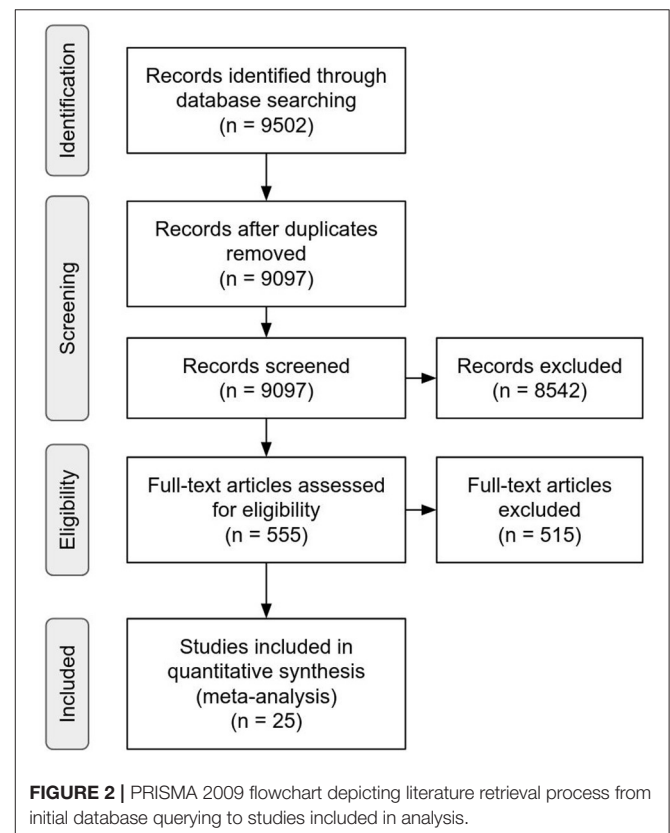 Identification
Records identified through
database searching
(n = 9502)
Screening
Records after duplicates
removed
(n = 9097)
Records screened
(n = 9097)
Records excluded
(n = 8542)
Eligibility
Full-text articles assessed
for eligibility
(n = 555)
Full-text articles
excluded
(n = 515)
Included
Studies included in
quantitative synthesis
(meta-analysis)
(n = 25)
FIGURE 2 | PRISMA 2009 flowchart depicting literature retrieval process from
initial database querying to studies included in analysis.